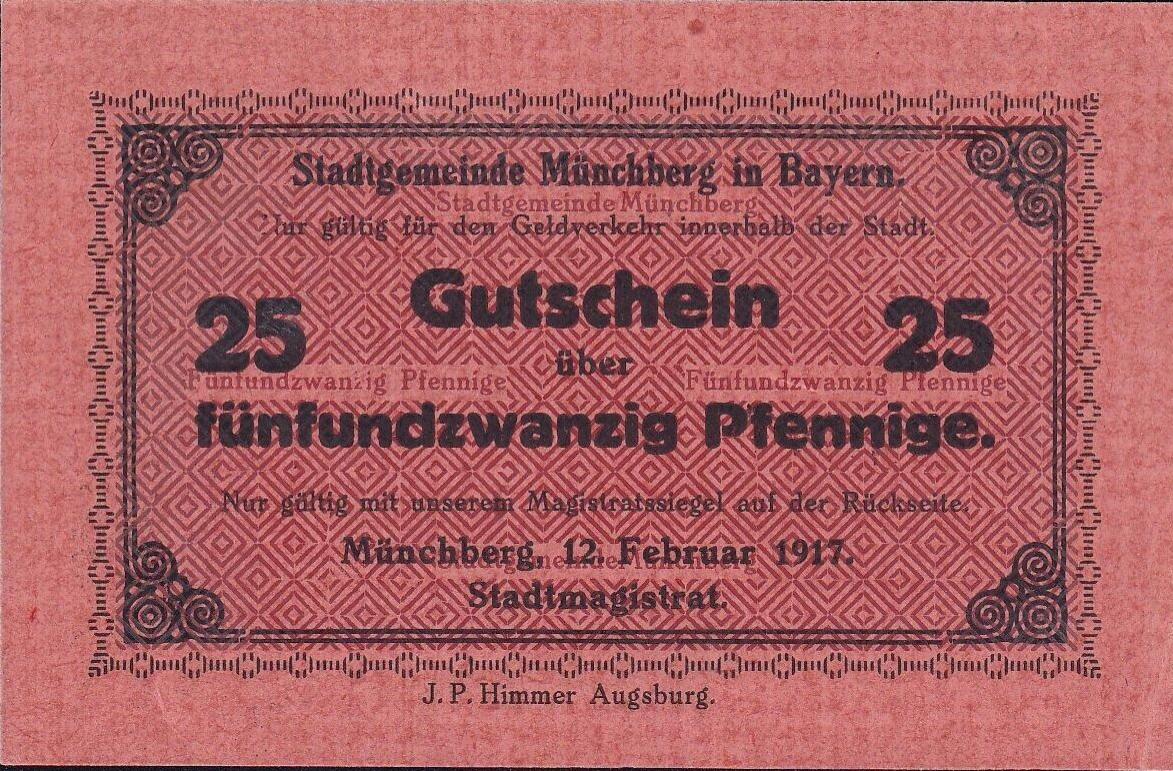 Stadtgemeinde Münchberg in Bayern.
Stadtgemeinde Münchberg
Nur gültig für den Geldverkehr innerhalb der Stadt.
Gutschein
25
25
über
Fünfundzwanzig Pfennige
Fünfundzwanzig Pfennige
fünfundzwanzig Pfennige.
Nur gültig mit unserem Magistratssiegel auf der Rückseite.
Münchberg, 12. Februar 1917.
Stadtgemeinde Münchberg
Stadtmagistrat.
J. P. Himmer Augsburg.